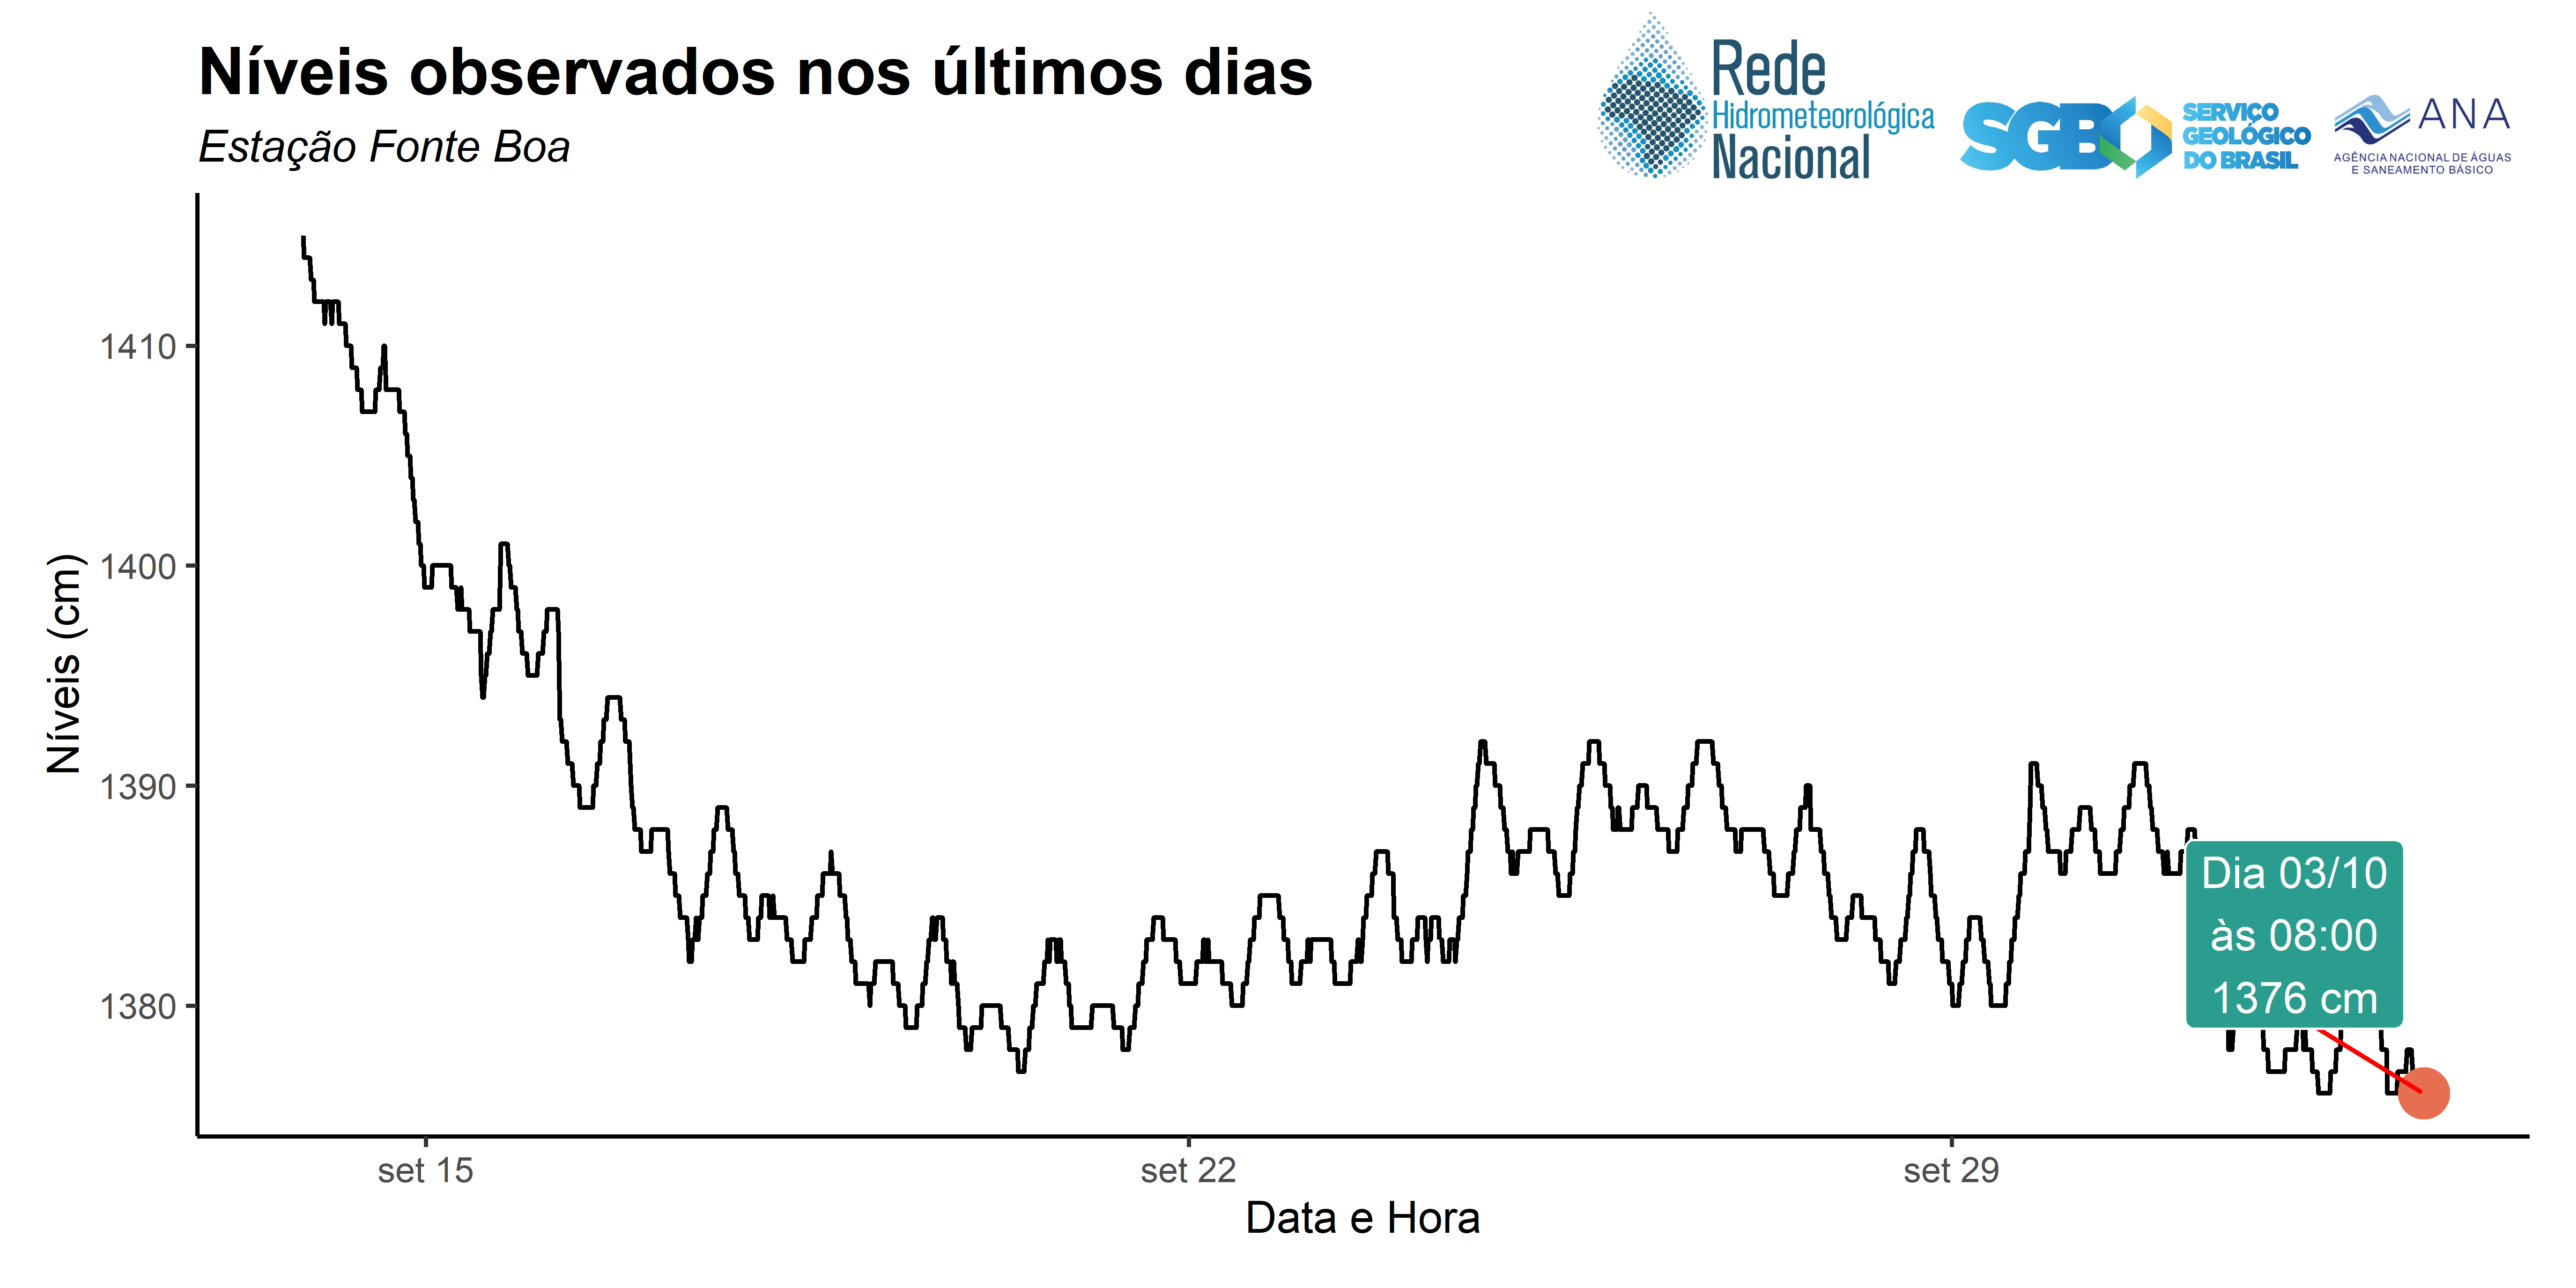 Níveis observados nos últimos dias
Estação Fonte Boa
Rede
Hidrometeorológica
Nacional
SGB
SERVIÇO
GEOLÓGICO
DO BRASIL
ANA
AGÊNCIA NACIONAL DE ÁGUAS
E SANEAMENTO BÁSICO
Níveis (cm)
1410
1400
1390
1380
Dia 03/10
às 08:00
1376 cm
set 15
set 22
set 29
Data e Hora